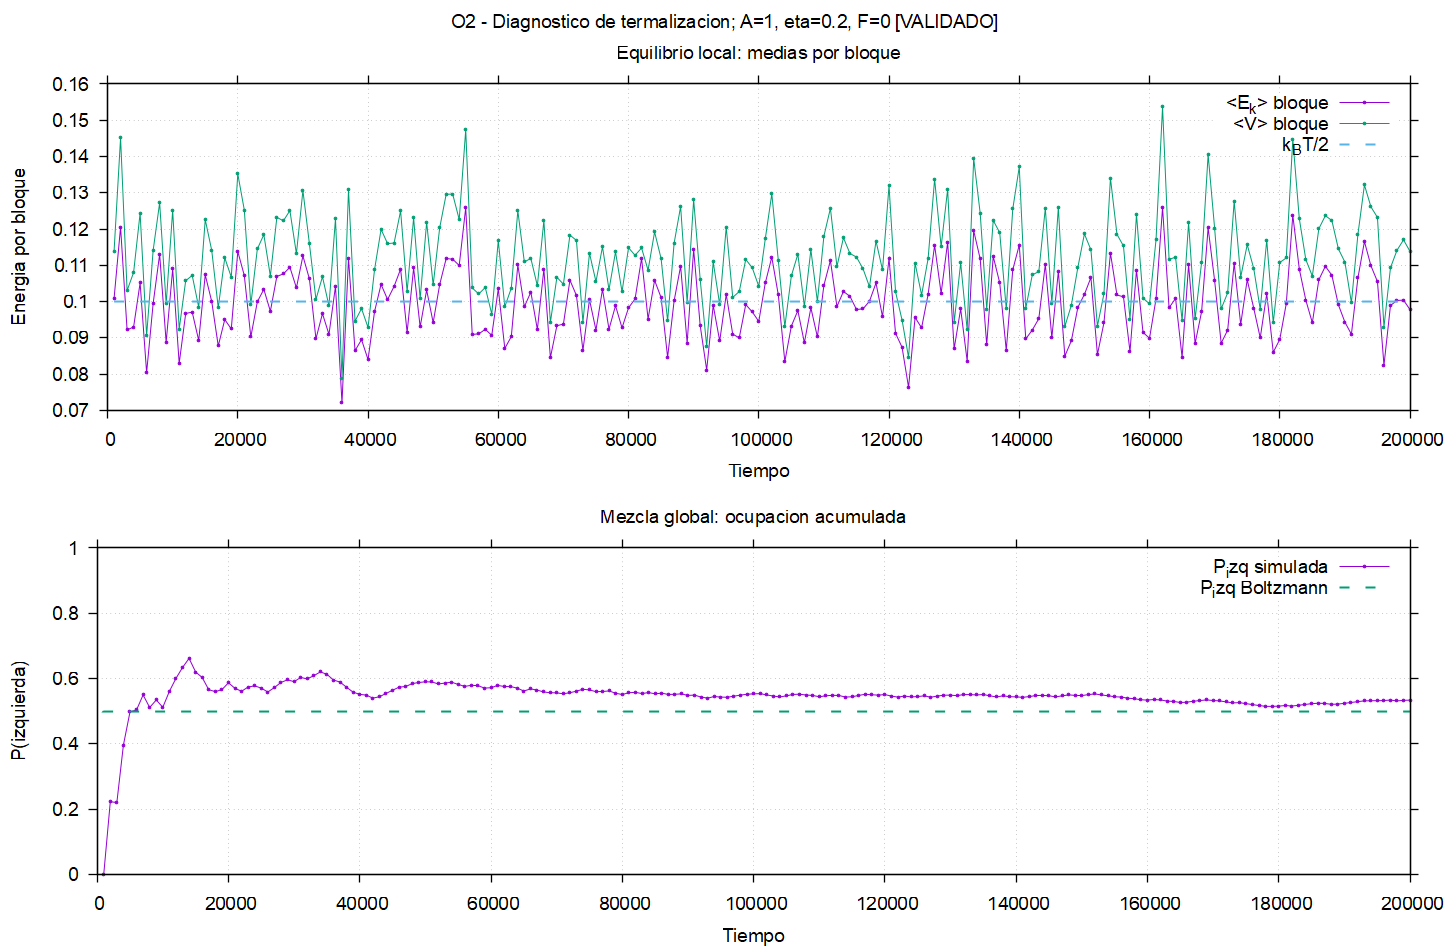 O2 - Diagnostico de termalizacion; A=1, eta=0.2, F=0 [VALIDADO]
Equilibrio local: medias por bloque
0.16
0.15
0.14
0.13
0.12
0.11
0.1
0.09
0.08
0.07
Energia por bloque
<Ek> bloque
<V> bloque
kBT/2
0 20000 40000 60000 80000 100000 120000 140000 160000 180000 200000
Tiempo
Mezcla global: ocupacion acumulada
1
0.8
0.6
0.4
0.2
0
P(izquierda)
Pizq simulada
Pizq Boltzmann
0 20000 40000 60000 80000 100000 120000 140000 160000 180000 200000
Tiempo